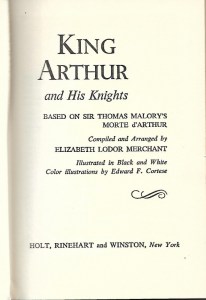 KING
ARTHUR
and His Knights
BASED ON SIR THOMAS MALORY'S
MORTE d'ARTHUR
Compiled and Arranged by
ELIZABETH LODOR MERCHANT
Illustrated in Black and White
Color illustrations by Edward F. Cortese
HOLT, RINEHART and WINSTON, New York